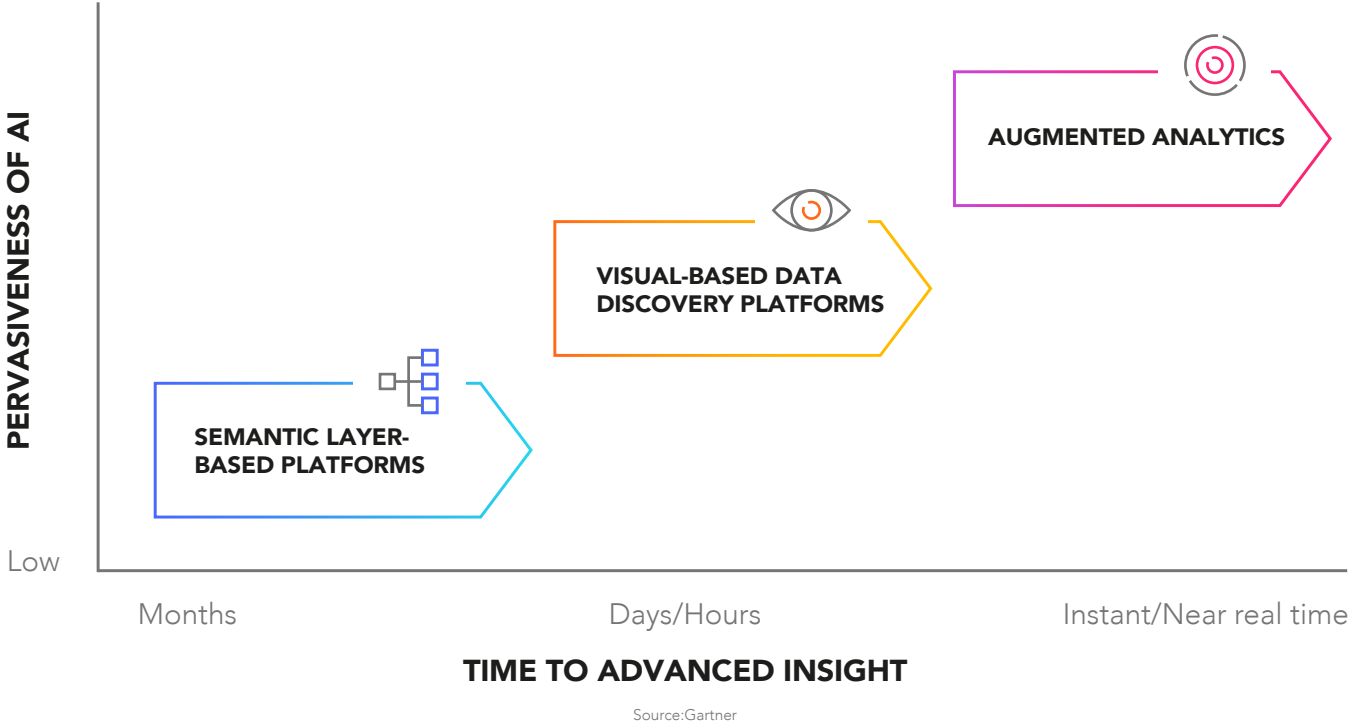 PERVASIVENESS OF AI
AUGMENTED ANALYTICS
VISUAL-BASED DATA
DISCOVERY PLATFORMS
SEMANTIC LAYER-
BASED PLATFORMS
Low
Months
Days/Hours
Instant/Near real time
TIME TO ADVANCED INSIGHT
Source:Gartner